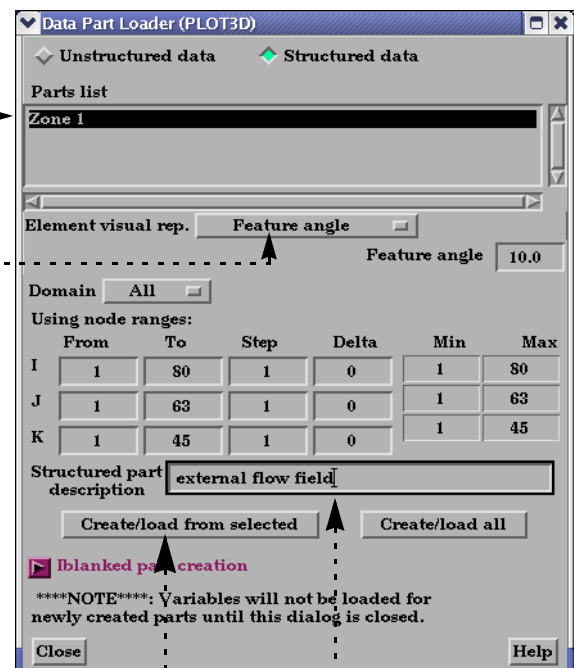 Data Part Loader (PLOT3D)
Unstructured data Structured data
Parts list
Zone 1
Element visual rep. Feature angle
Feature angle 10.0
Domain All
Using node ranges:
From To Step Delta Min Max
I 1 80 1 0 1 80
J 1 63 1 0 1 63
K 1 45 1 0 1 45
Structured part
description external flow field
Create/load from selected Create/load all
Iblanked part creation
****NOTE****: Variables will not be loaded for
newly created parts until this dialog is closed.
Close Help